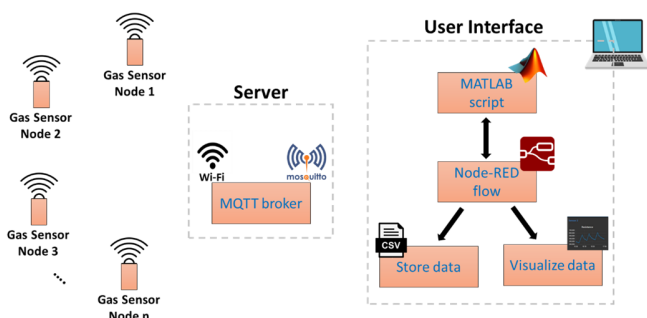 User Interface
Gas Sensor
Node 1
Gas Sensor
Node 2
Server
MATLAB
script
Wi-Fi
mosquitto
MQTT broker
Node-RED
flow
Gas Sensor
Node 3
CSV
Store data
Visualize data
Gas Sensor
Node n